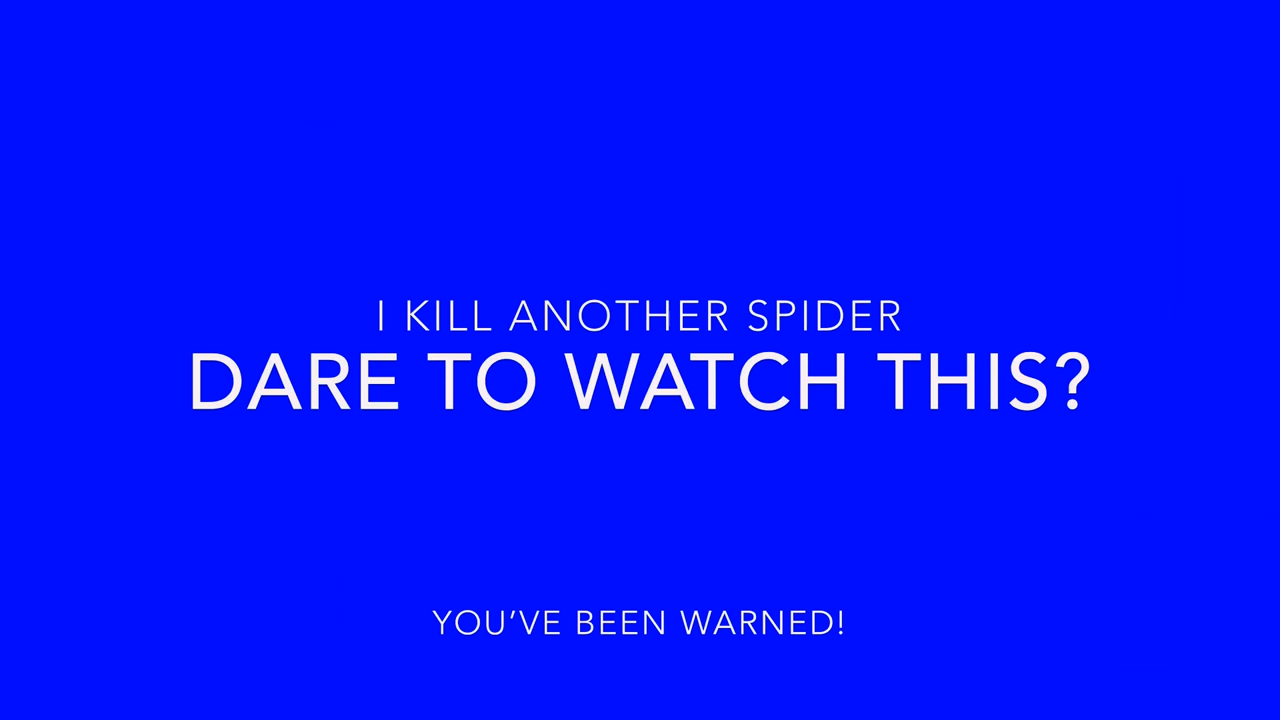 I KILL ANOTHER SPIDER
DARE TO WATCH THIS?
YOU’VE BEEN WARNED!